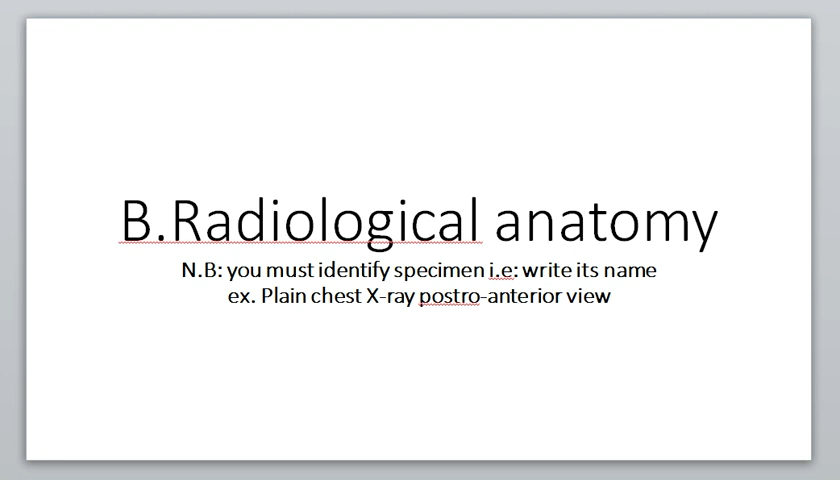 B.Radiological anatomy
N.B: you must identify specimen i.e: write its name
ex. Plain chest X-ray postro-anterior view